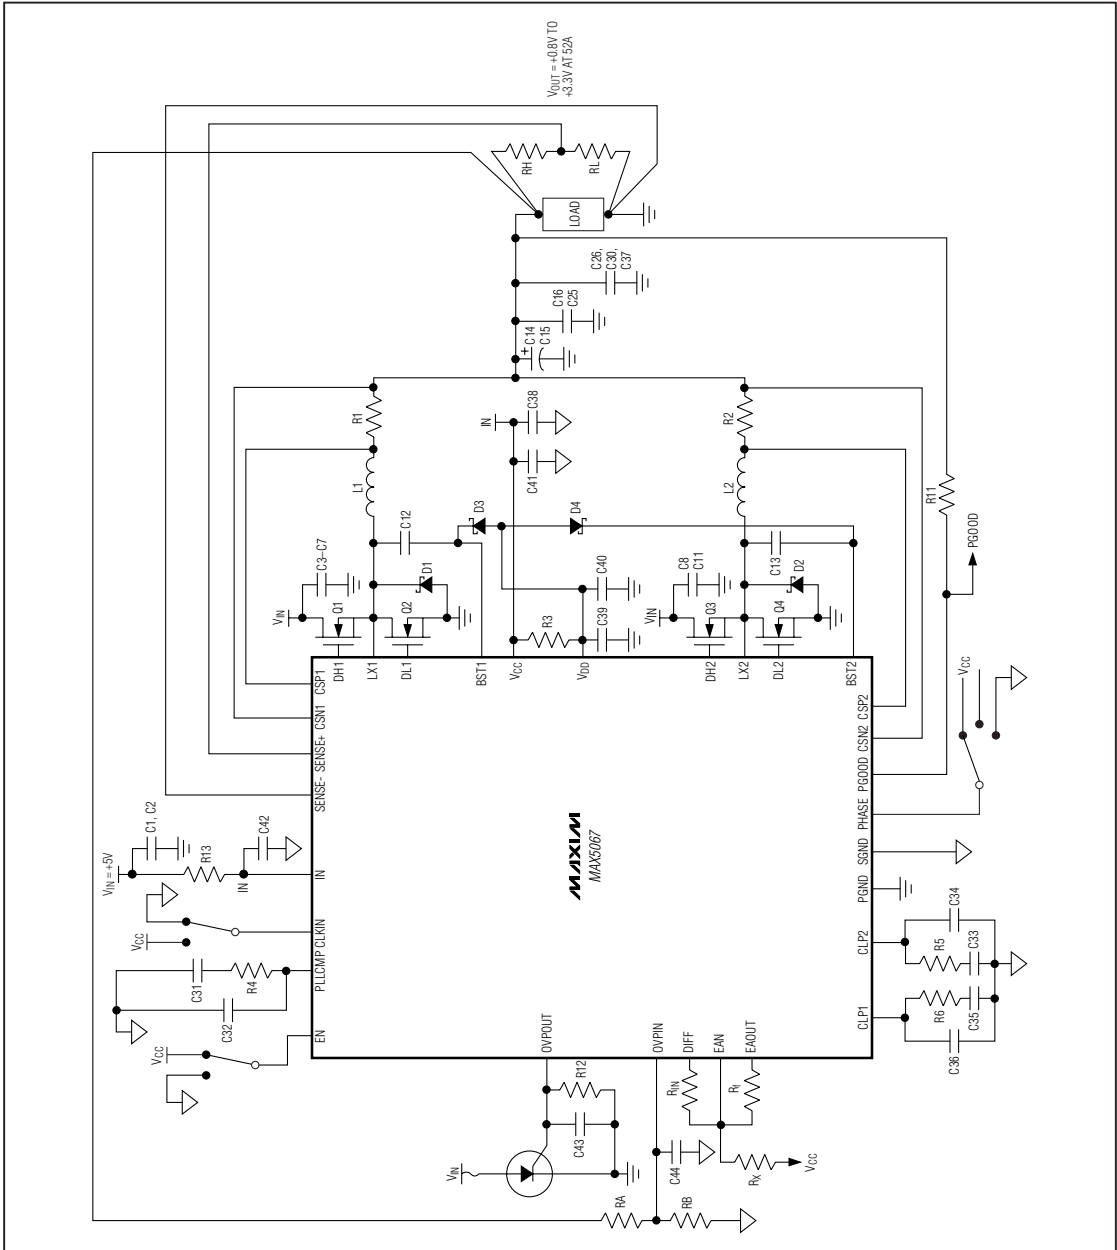 VOUT = +0.8V TO
+3.3V AT 52A
RH
RL
LOAD
C26,
C30,
C37
C16
C25
+
C14
C15
R1
IN
C38
R2
L1
C41
L2
R11
C12
D3
D4
C13
PGOOD
VIN
C3–C7
Q1
Q2
D1
R3
C40
C39
VIN
C8
C11
Q3
Q4
D2
DH1
LX1
DL1
BST1
VCC
VDD
DH2
LX2
DL2
BST2
CSP1
CSN1
SENSE+
SENSE-
IN
CLKIN
PLLCMP
EN
VIN = +5V
C1, C2
R13
IN
C42
VCC
C31
R4
C32
VCC
MAXIM
MAX5067
CSP2
CSN2
PGOOD
PHASE
SGND
PGND
CLP2
CLP1
VCC
C34
R5
C33
R6
C35
C36
OVPOUT
OVPIN
DIFF
EAN
EAOUT
R12
C43
VIN
RIN
Rf
C44
RX
VCC
RA
RB